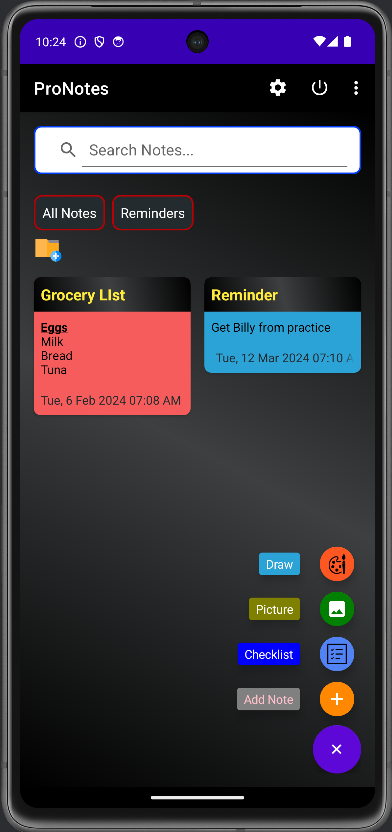 10:24
ProNotes
Search Notes...
All Notes
Reminders
Grocery LIst
Eggs
Milk
Bread
Tuna
Tue, 6 Feb 2024 07:08 AM
Reminder
Get Billy from practice
Tue, 12 Mar 2024 07:10 A
Draw
Picture
Checklist
Add Note